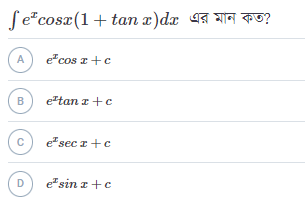 ∫eˣcosx(1 + tan x)dx এর মান কত?
A eˣcos x + c
B eˣtan x + c
C eˣsec x + c
D eˣsin x + c